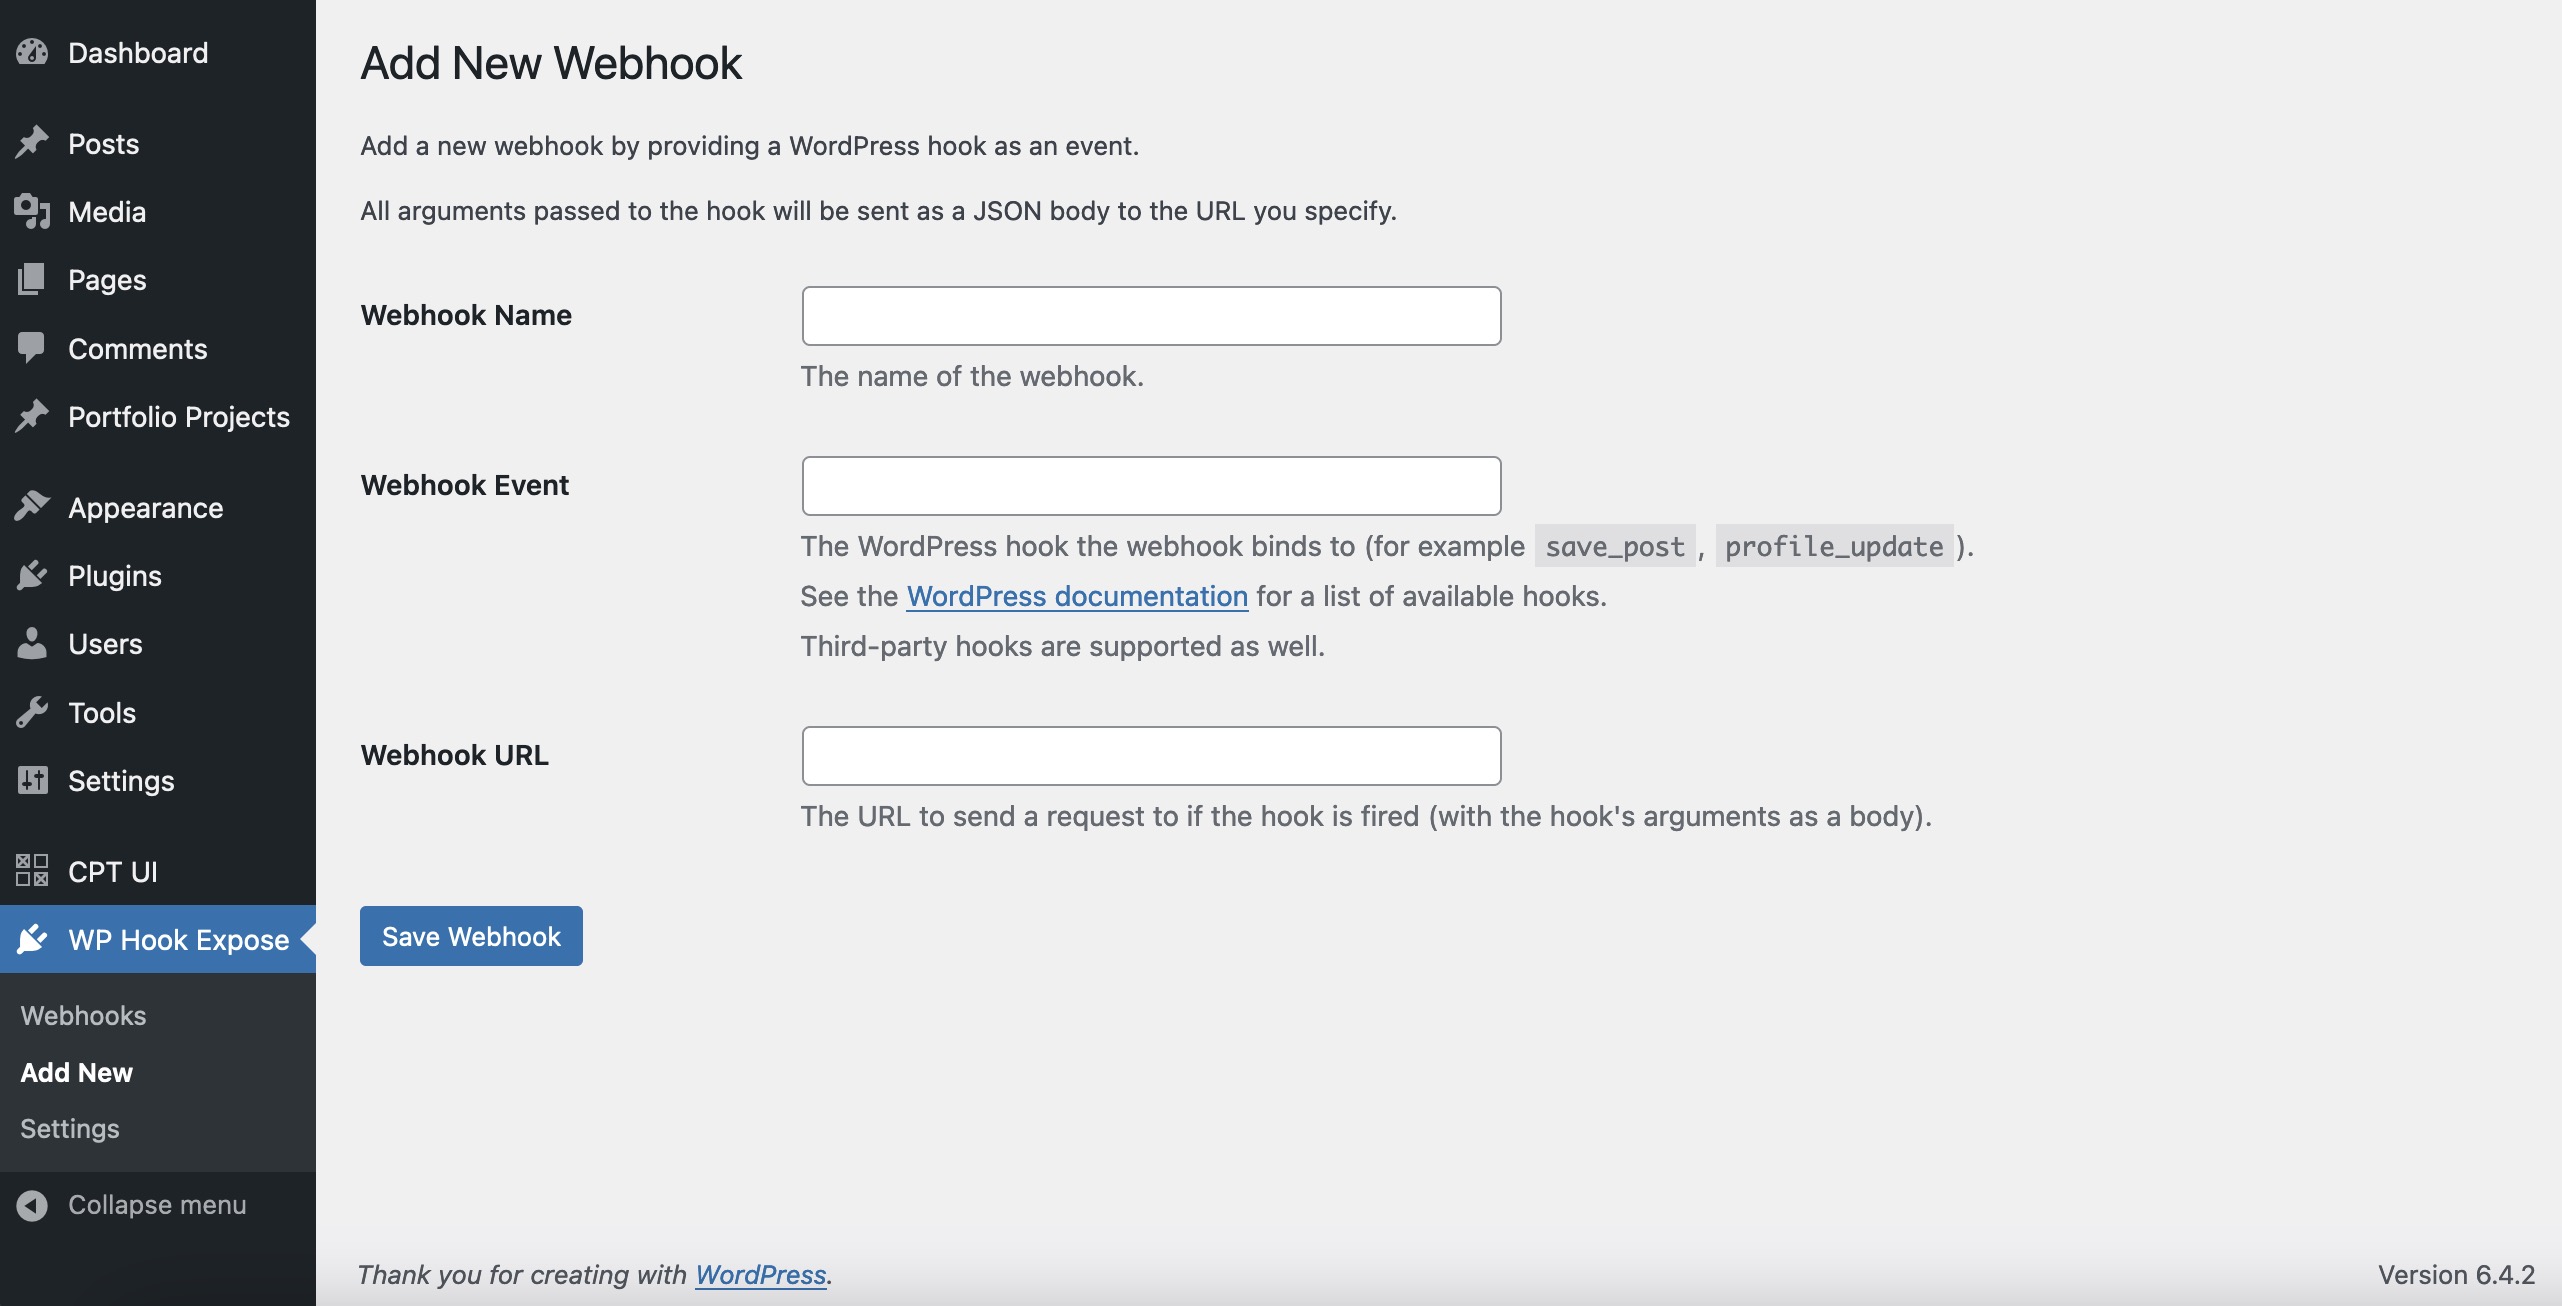 Dashboard
Posts
Media
Pages
Comments
Portfolio Projects
Appearance
Plugins
Users
Tools
Settings
CPT UI
WP Hook Expose
Webhooks
Add New
Settings
Collapse menu
Add New Webhook
Add a new webhook by providing a WordPress hook as an event.
All arguments passed to the hook will be sent as a JSON body to the URL you specify.
Webhook Name
The name of the webhook.
Webhook Event
The WordPress hook the webhook binds to (for example save_post, profile_update).
See the WordPress documentation for a list of available hooks.
Third-party hooks are supported as well.
Webhook URL
The URL to send a request to if the hook is fired (with the hook's arguments as a body).
Save Webhook
Thank you for creating with WordPress.
Version 6.4.2